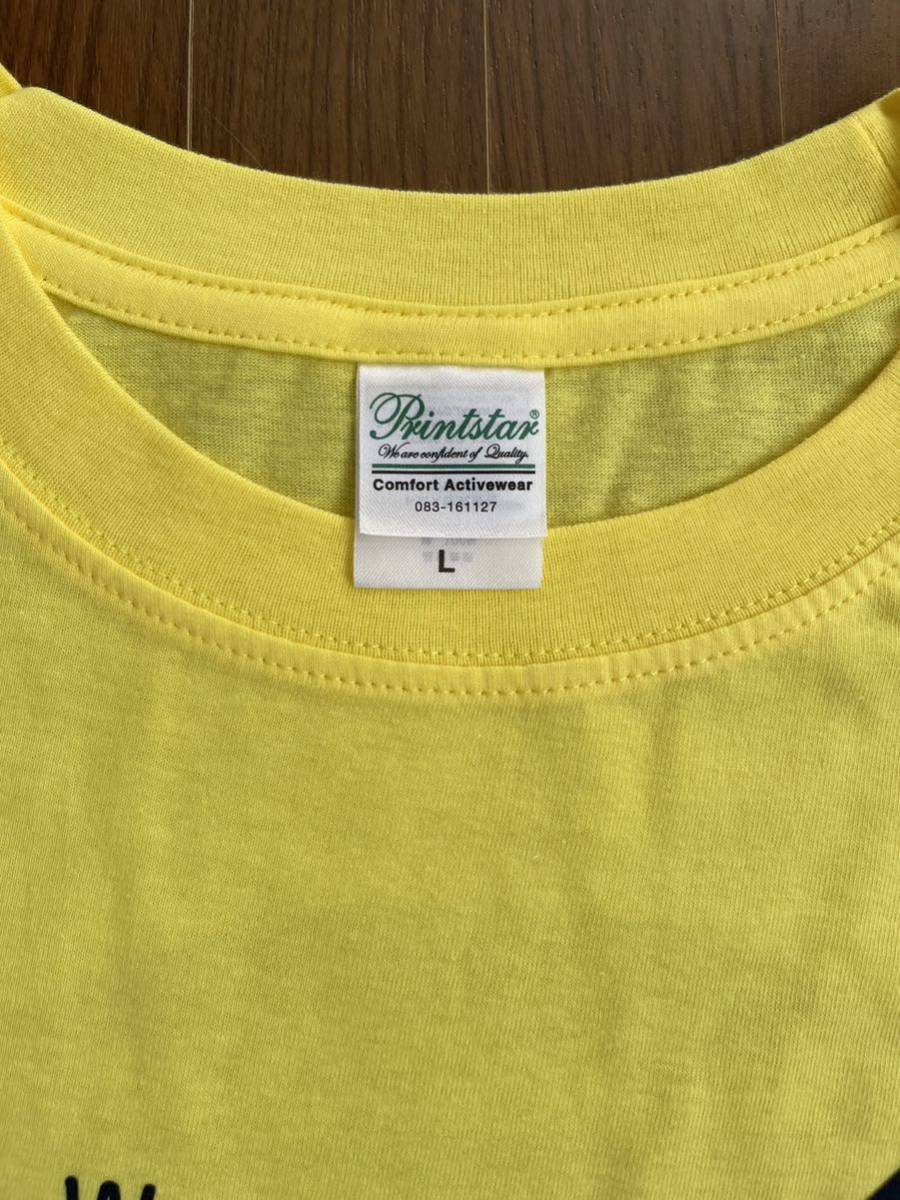 Printstar®
We are confident of Quality.
Comfort Activewear
083-161127
L
W